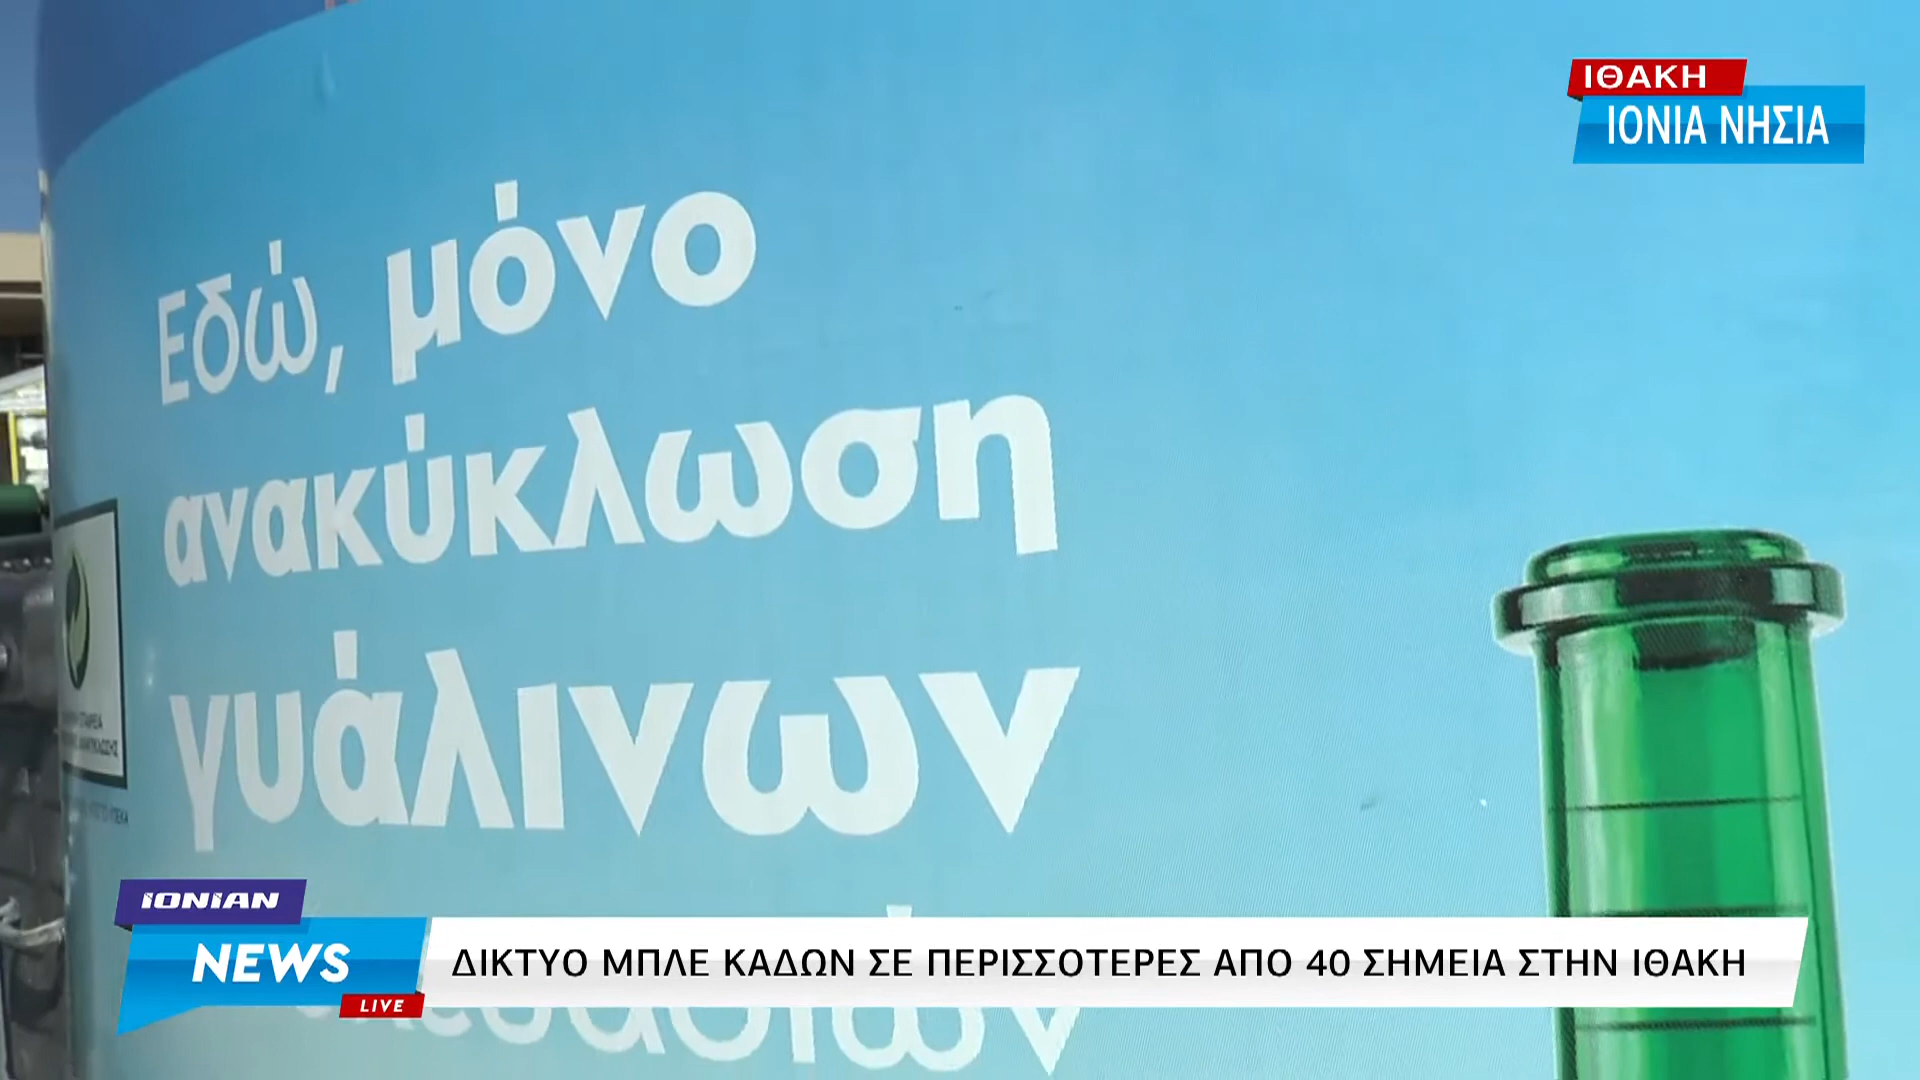 ΙΘΑΚΗ
ΙΟΝΙΑ ΝΗΣΙΑ
Εδώ, μόνο
ανακύκλωση
γυάλινων
IONIAN
NEWS
LIVE
ΔΙΚΤΥΟ ΜΠΛΕ ΚΑΔΩΝ ΣΕ ΠΕΡΙΣΣΟΤΕΡΕΣ ΑΠΟ 40 ΣΗΜΕΙΑ ΣΤΗΝ ΙΘΑΚΗ